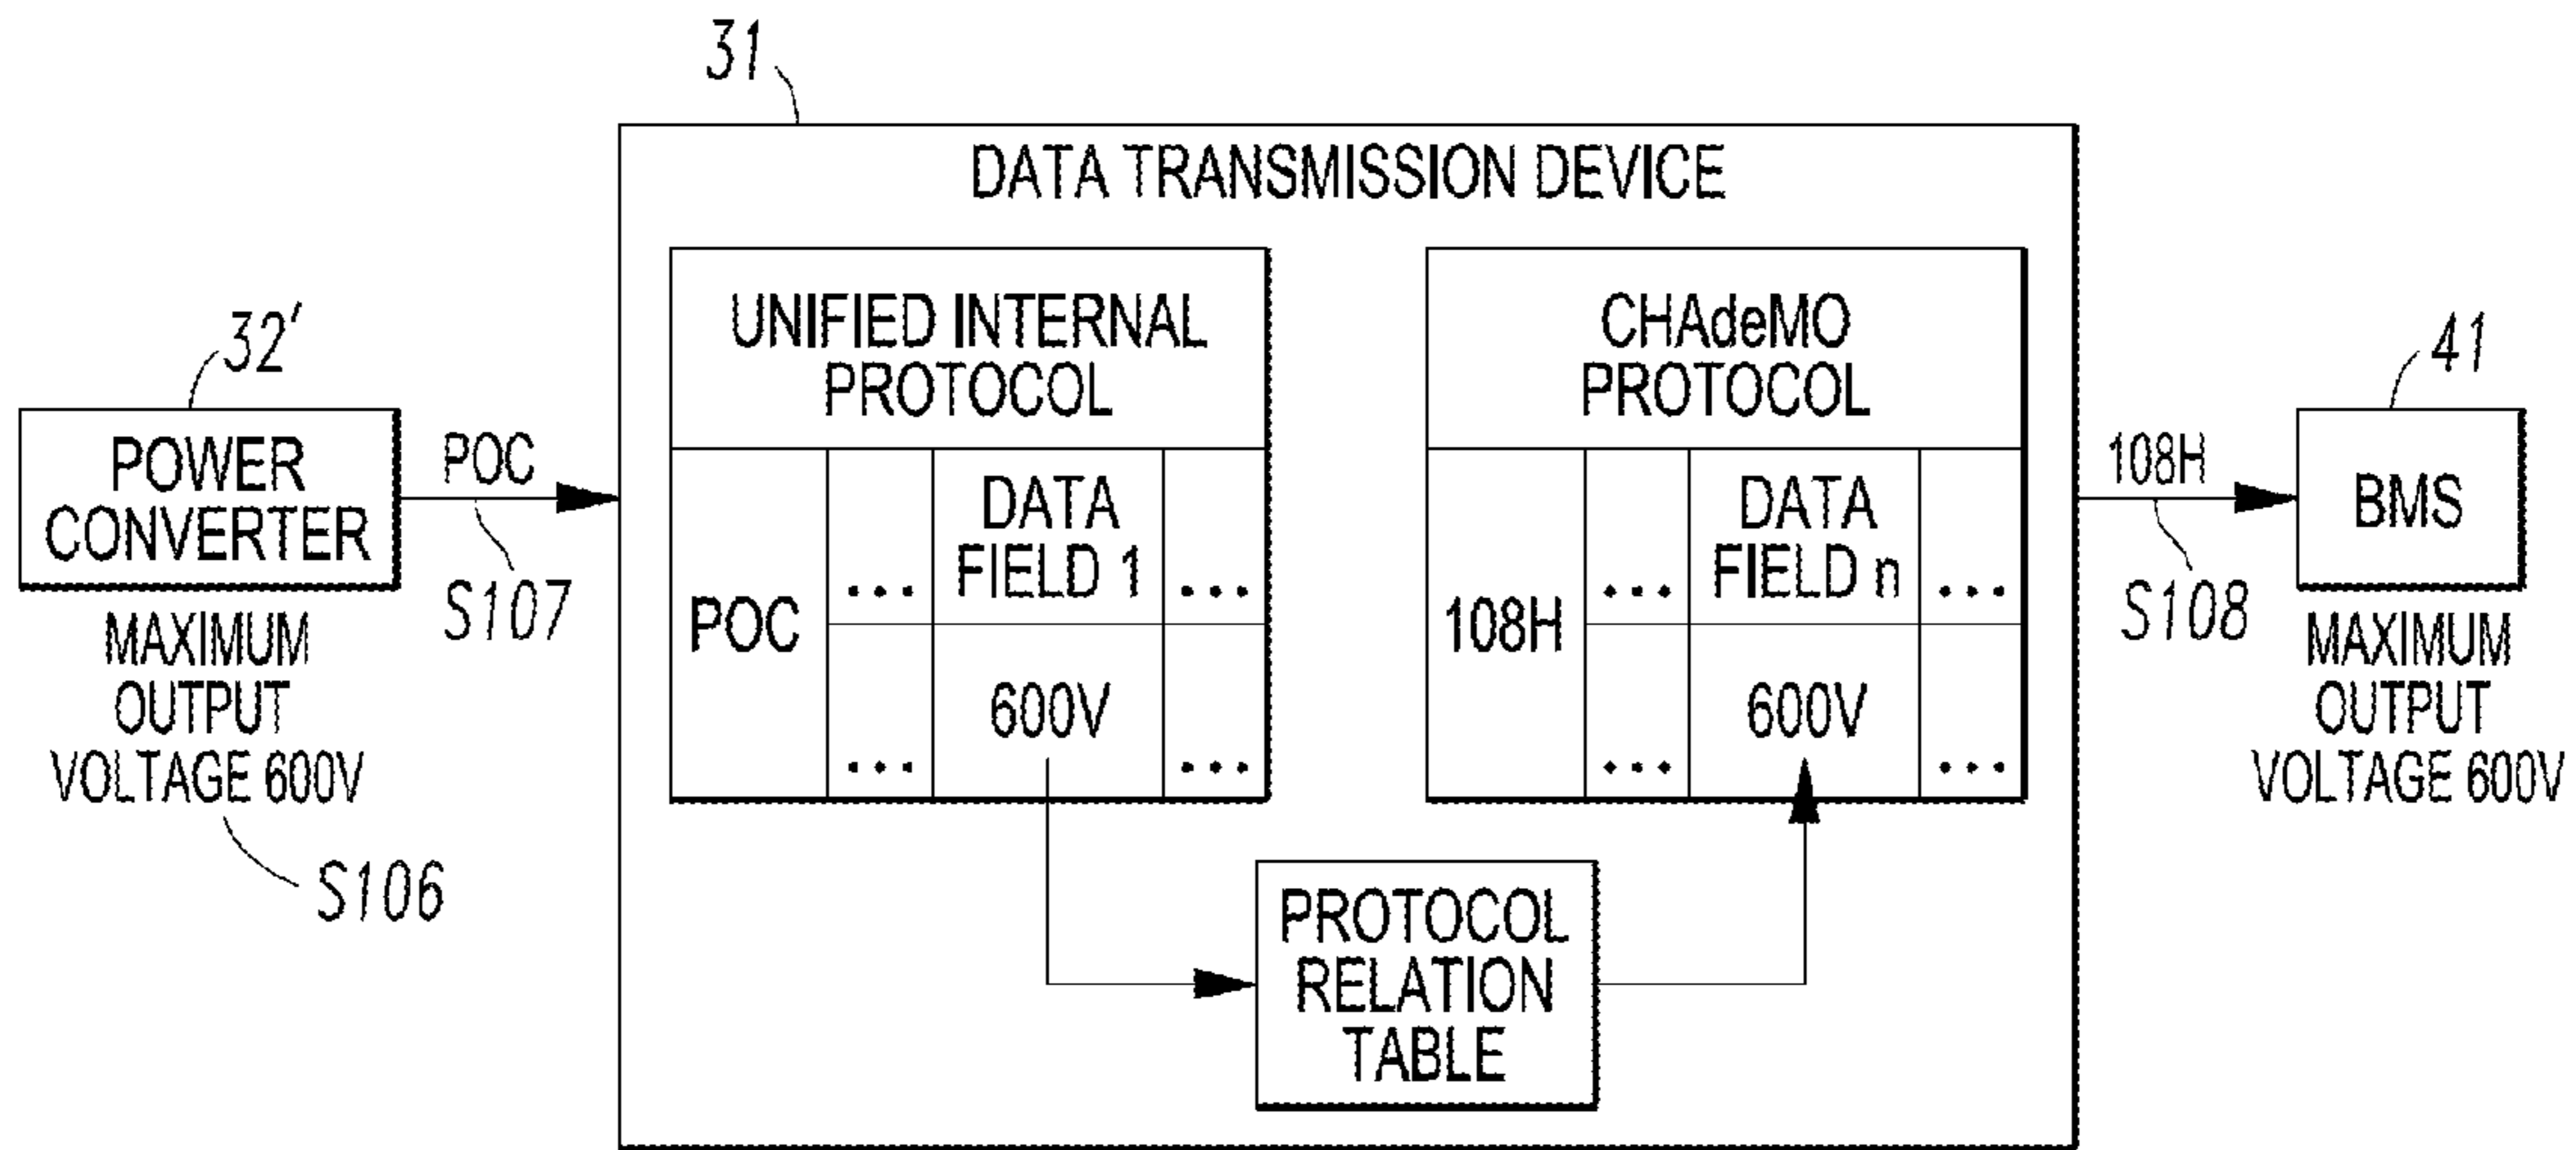 31
DATA TRANSMISSION DEVICE
32'
POWER
CONVERTER
MAXIMUM
OUTPUT
VOLTAGE 600V
S106
POC
S107
UNIFIED INTERNAL
PROTOCOL
POC
... DATA ...
FIELD 1
... 600V ...
CHAdeMO
PROTOCOL
108H
... DATA ...
FIELD n
... 600V ...
PROTOCOL
RELATION
TABLE
108H
S108
41
BMS
MAXIMUM
OUTPUT
VOLTAGE 600V